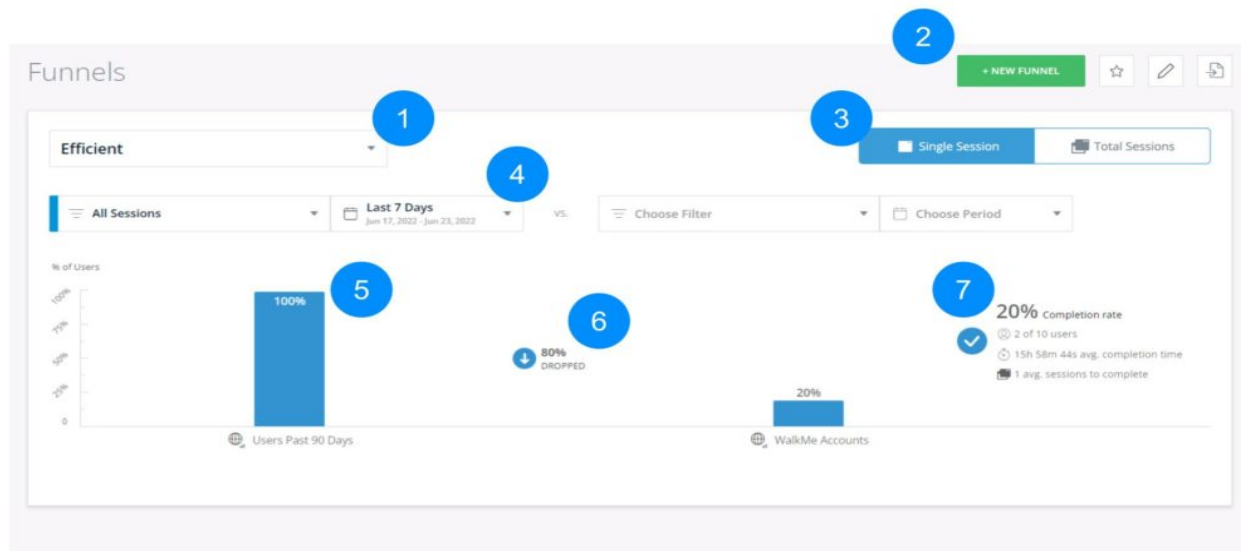 2
Funnels
+ NEW FUNNEL
1
3
Efficient
Single Session
Total Sessions
4
All Sessions
Last 7 Days
Jun 17, 2022 - Jun 23, 2022
vs.
Choose Filter
Choose Period
% of Users
5
7
100%
100%
20% Completion rate
6
75%
2 of 10 users
50%
80%
DROPPED
15h 58m 44s avg. completion time
25%
1 avg. sessions to complete
20%
0
Users Past 90 Days
WalkMe Accounts